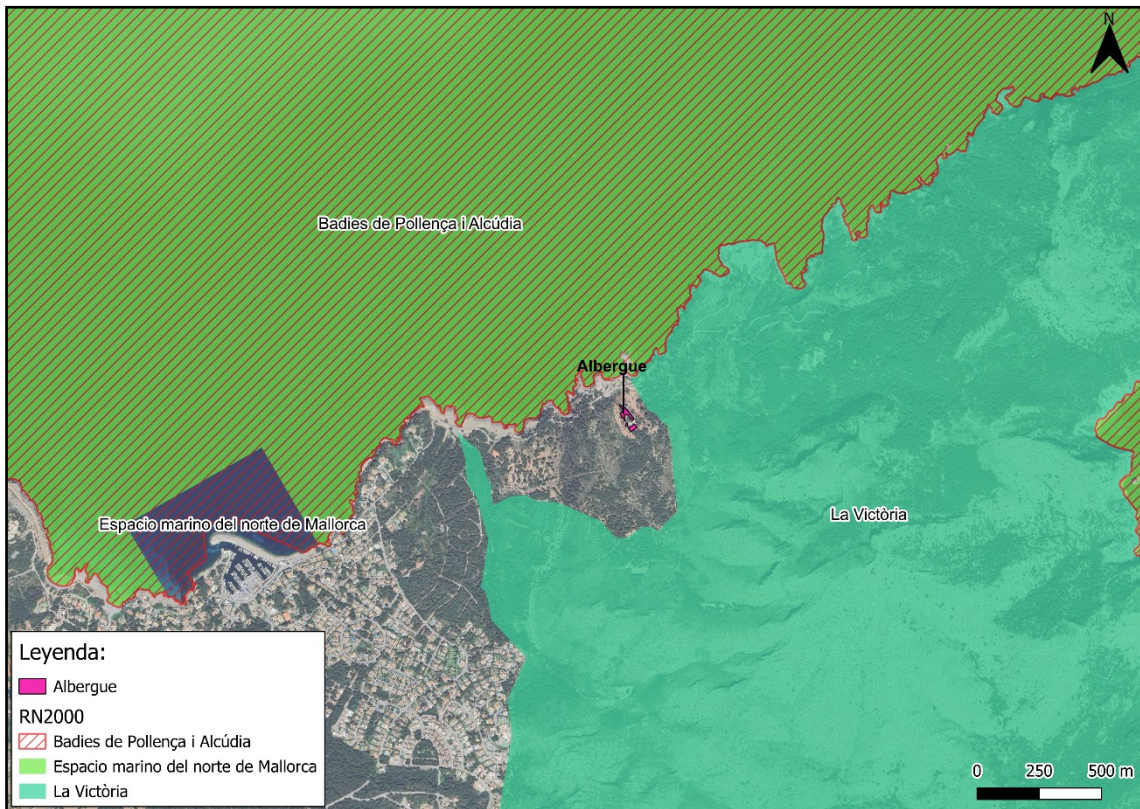 N
Badies de Pollença i Alcúdia
Albergue
Espacio marino del norte de Mallorca
La Victòria
Leyenda:
Albergue
RN2000
Badies de Pollença i Alcúdia
Espacio marino del norte de Mallorca
La Victòria
0 250 500 m